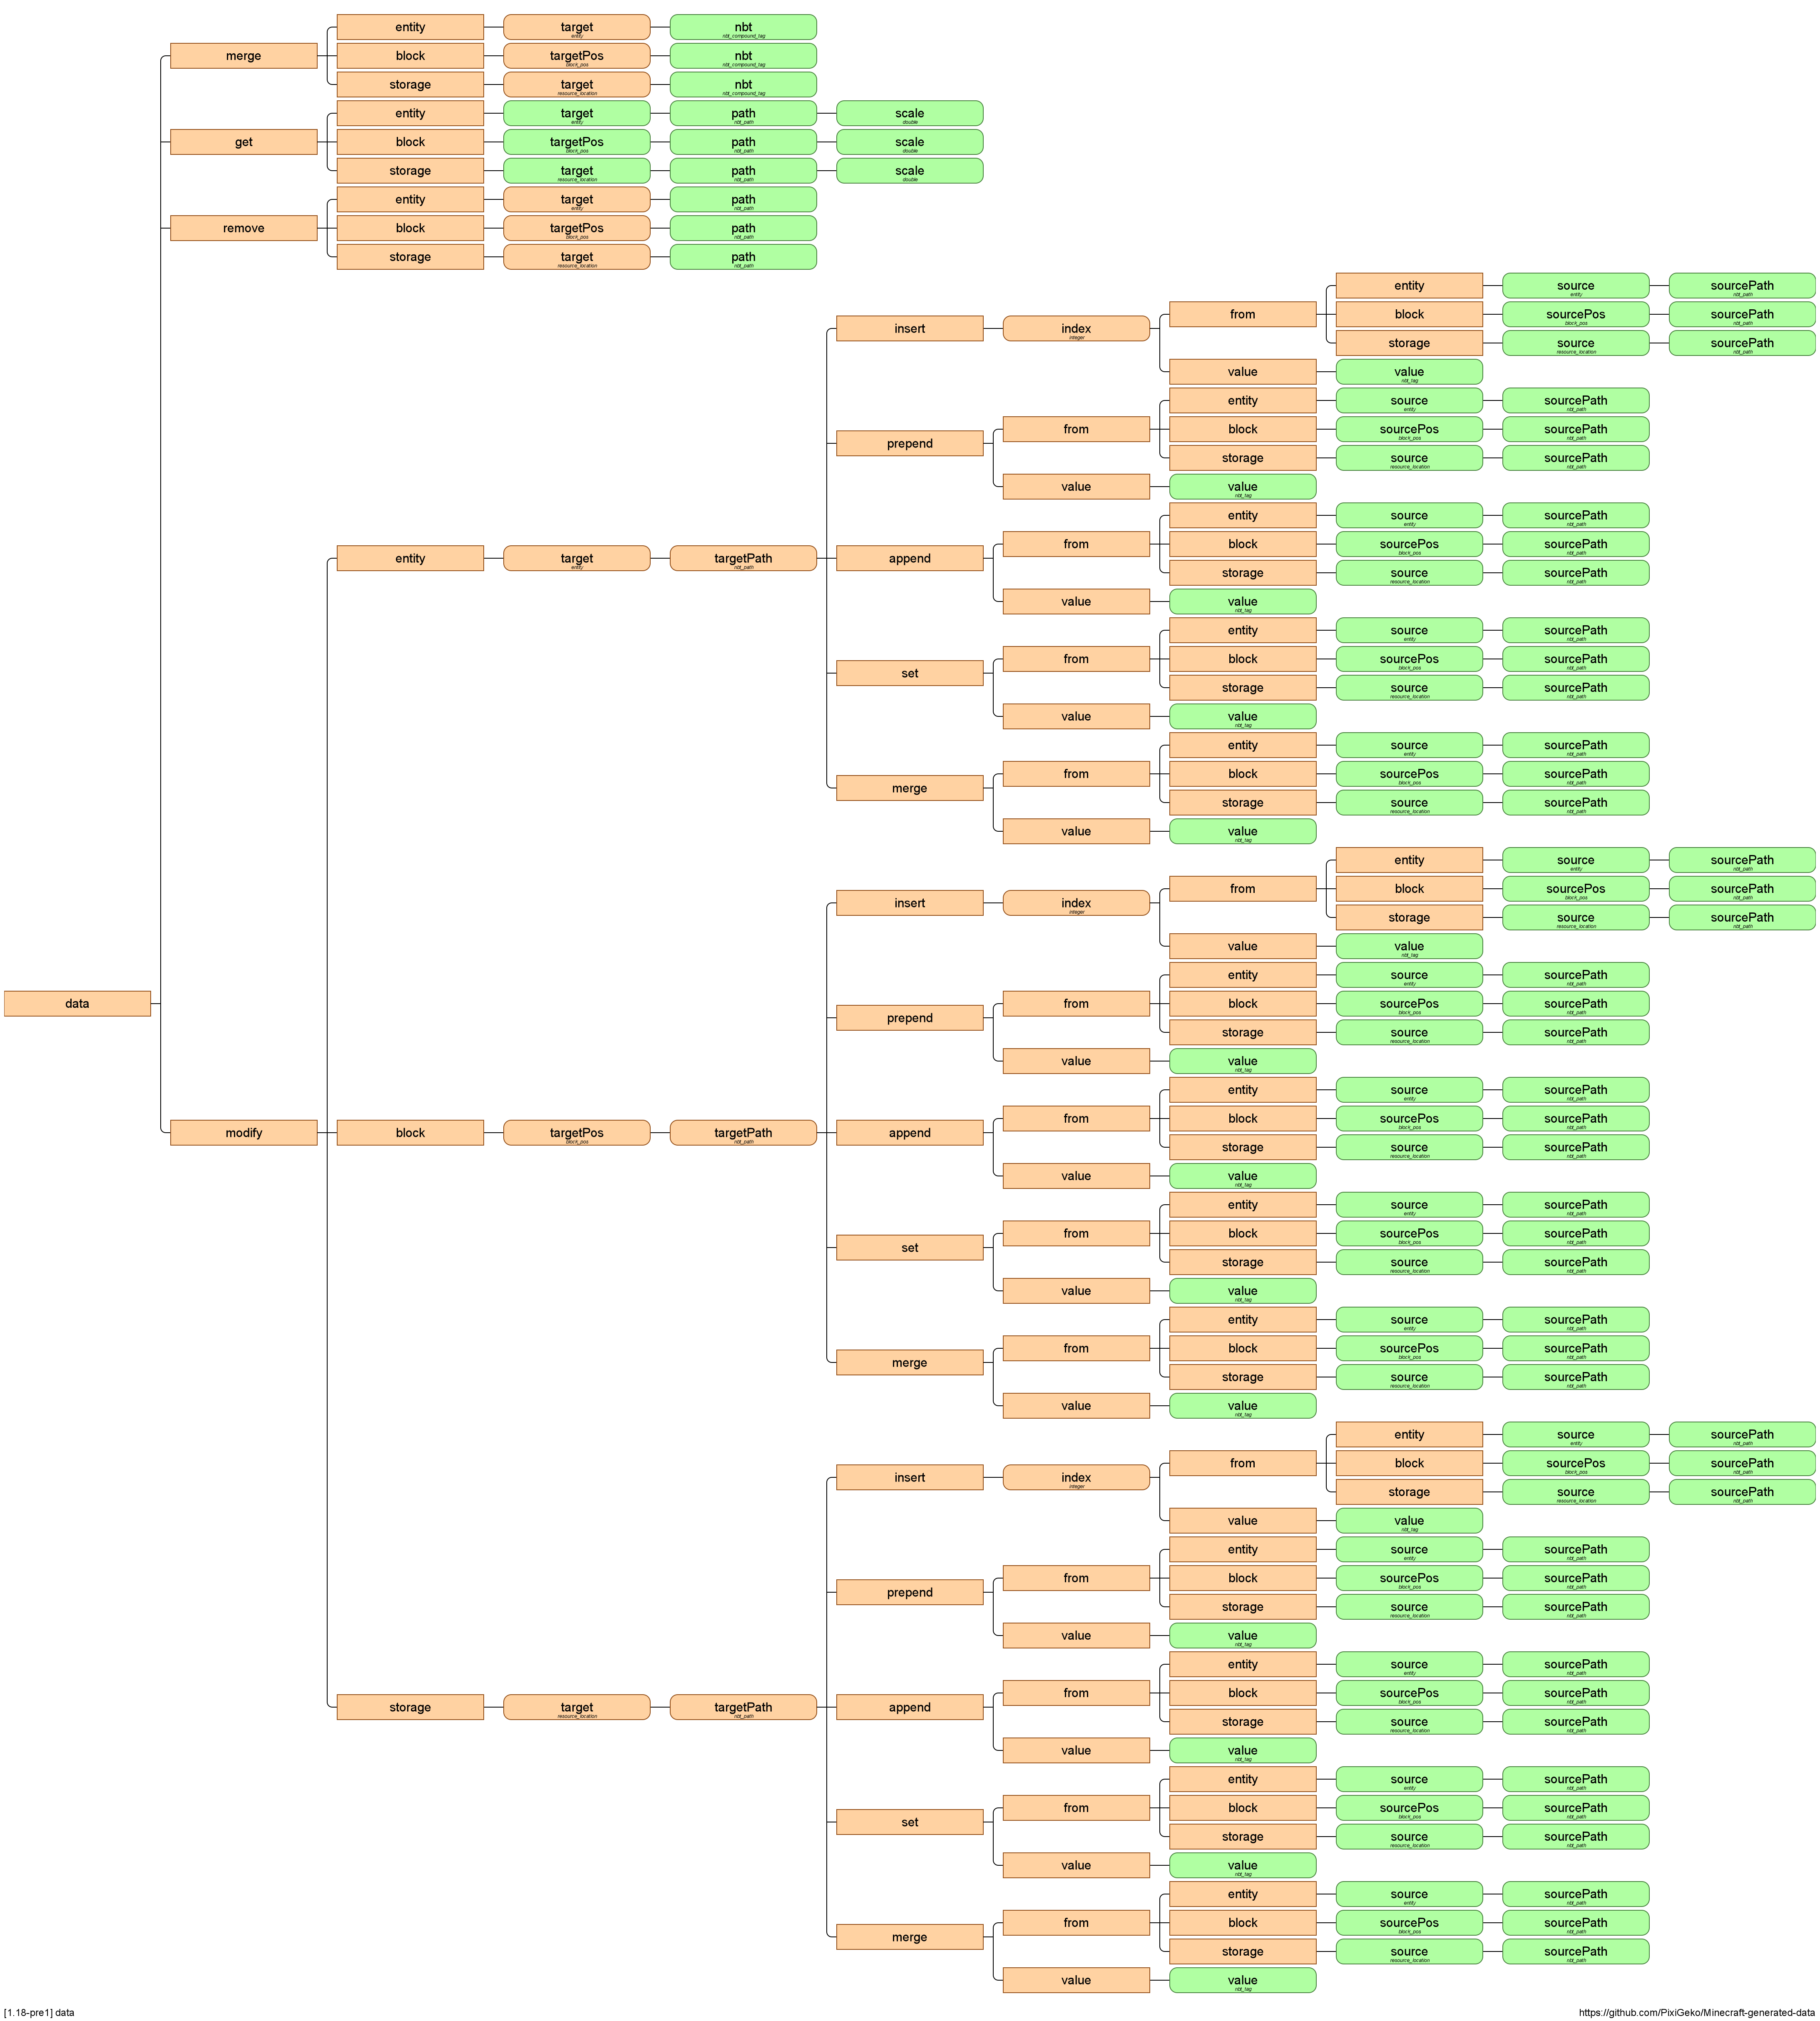 entity target nbt
entity nbt_compound_tag
merge block targetPos nbt
block_pos nbt_compound_tag
storage target nbt
resource_location nbt_compound_tag
entity target path scale
entity nbt_path double
get block targetPos path scale
block_pos nbt_path double
storage target path scale
resource_location nbt_path double
entity target path
entity nbt_path
remove block targetPos path
block_pos nbt_path
storage target path
resource_location nbt_path
entity source sourcePath
entity nbt_path
from block sourcePos sourcePath
block_pos nbt_path
insert index
integer
storage source sourcePath
resource_location nbt_path
value value
nbt_tag
entity source sourcePath
entity nbt_path
from block sourcePos sourcePath
block_pos nbt_path
prepend
storage source sourcePath
resource_location nbt_path
value value
nbt_tag
entity source sourcePath
entity nbt_path
from block sourcePos sourcePath
block_pos nbt_path
entity target targetPath append
entity nbt_path
storage source sourcePath
resource_location nbt_path
value value
nbt_tag
entity source sourcePath
entity nbt_path
from block sourcePos sourcePath
block_pos nbt_path
set
storage source sourcePath
resource_location nbt_path
value value
nbt_tag
entity source sourcePath
entity nbt_path
from block sourcePos sourcePath
block_pos nbt_path
merge
storage source sourcePath
resource_location nbt_path
value value
nbt_tag
entity source sourcePath
entity nbt_path
from block sourcePos sourcePath
block_pos nbt_path
insert index
integer
storage source sourcePath
resource_location nbt_path
value value
nbt_tag
entity source sourcePath
entity nbt_path
data from block sourcePos sourcePath
block_pos nbt_path
prepend
storage source sourcePath
resource_location nbt_path
value value
nbt_tag
entity source sourcePath
entity nbt_path
from block sourcePos sourcePath
block_pos nbt_path
modify block targetPos targetPath append
block_pos nbt_path
storage source sourcePath
resource_location nbt_path
value value
nbt_tag
entity source sourcePath
entity nbt_path
from block sourcePos sourcePath
block_pos nbt_path
set
storage source sourcePath
resource_location nbt_path
value value
nbt_tag
entity source sourcePath
entity nbt_path
from block sourcePos sourcePath
block_pos nbt_path
merge
storage source sourcePath
resource_location nbt_path
value value
nbt_tag
entity source sourcePath
entity nbt_path
from block sourcePos sourcePath
block_pos nbt_path
insert index
integer
storage source sourcePath
resource_location nbt_path
value value
nbt_tag
entity source sourcePath
entity nbt_path
from block sourcePos sourcePath
block_pos nbt_path
prepend
storage source sourcePath
resource_location nbt_path
value value
nbt_tag
entity source sourcePath
entity nbt_path
from block sourcePos sourcePath
block_pos nbt_path
storage target targetPath append
resource_location nbt_path
storage source sourcePath
resource_location nbt_path
value value
nbt_tag
entity source sourcePath
entity nbt_path
from block sourcePos sourcePath
block_pos nbt_path
set
storage source sourcePath
resource_location nbt_path
value value
nbt_tag
entity source sourcePath
entity nbt_path
from block sourcePos sourcePath
block_pos nbt_path
merge
storage source sourcePath
resource_location nbt_path
value value
nbt_tag
[1.18-pre1] data
https://github.com/PixiGeko/Minecraft-generated-data